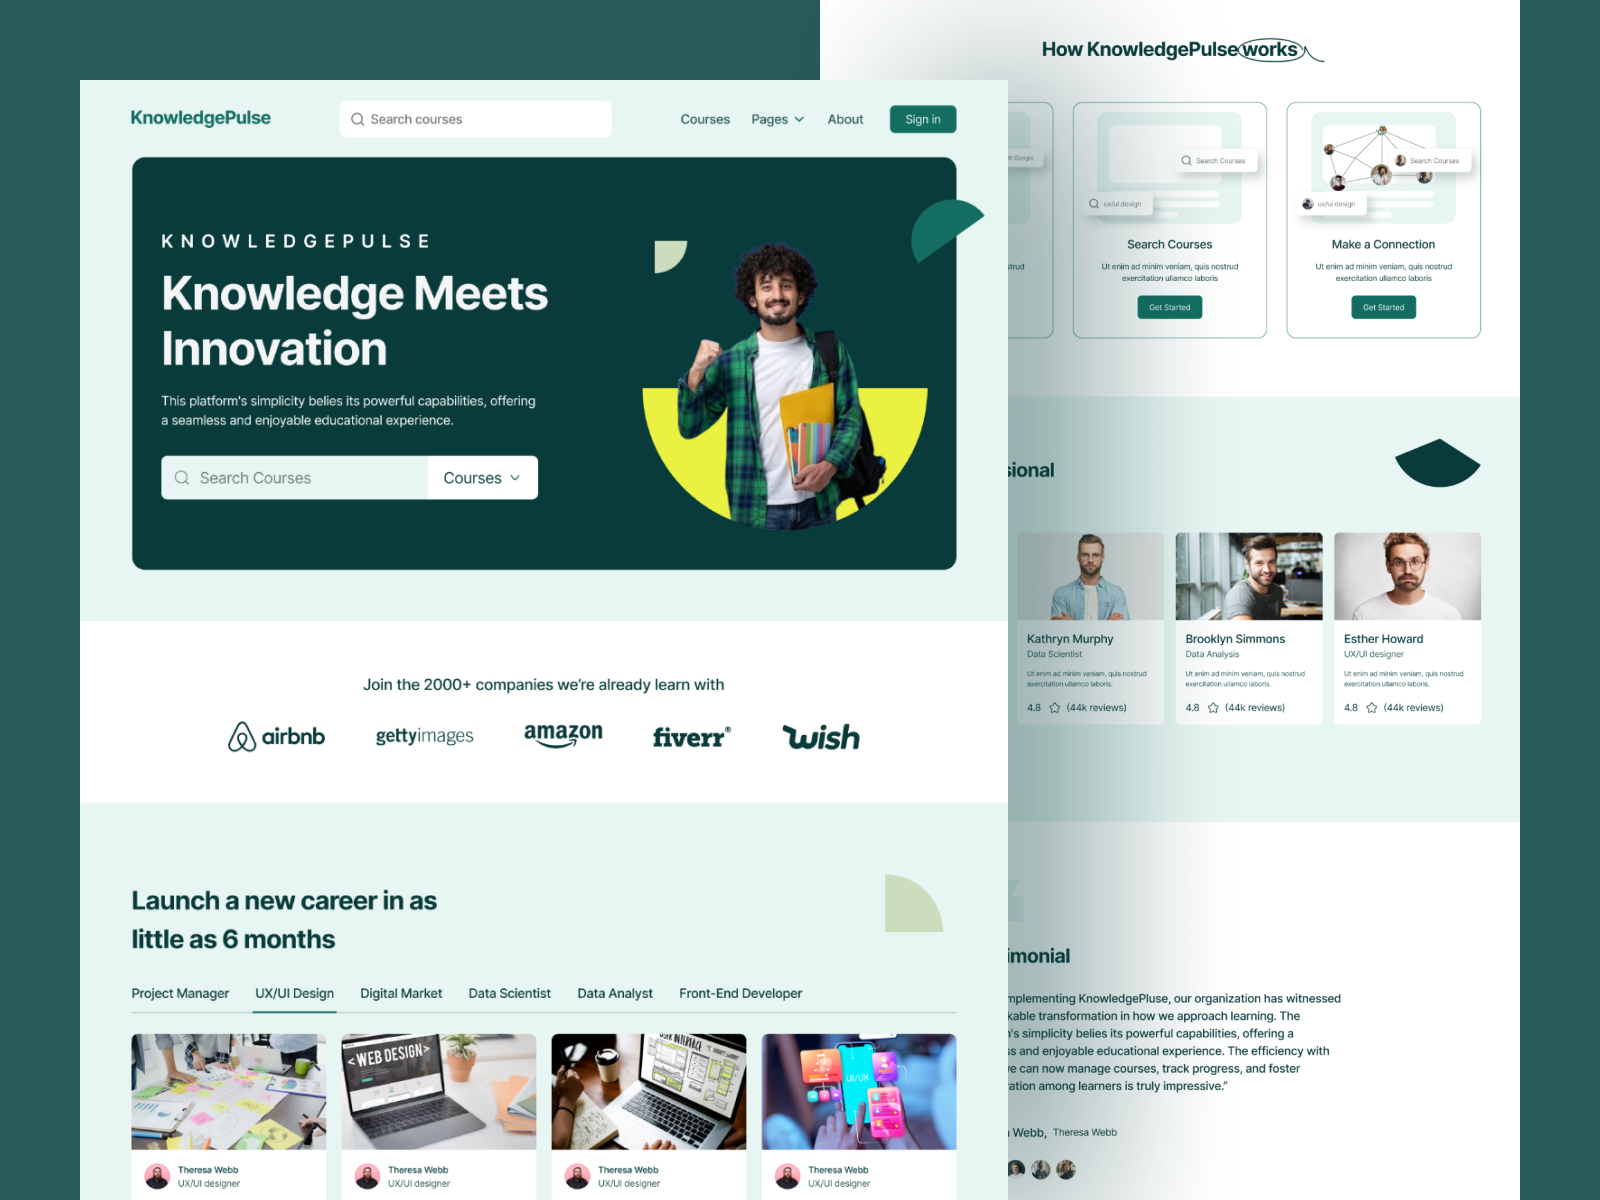 KnowledgePulse
Search courses
Courses
Pages
About
Sign in
KNOWLEDGEPULSE
Knowledge Meets
Innovation
This platform's simplicity belies its powerful capabilities, offering
a seamless and enjoyable educational experience.
Search Courses
Courses
Join the 2000+ companies we're already learn with
airbnb
gettyimages
amazon
fiverr®
wish
Launch a new career in as
little as 6 months
Project Manager
UX/UI Design
Digital Market
Data Scientist
Data Analyst
Front-End Developer
<WEB DESIGN>
USER INTERFACE
UI/UX
Theresa Webb
UX/UI designer
Theresa Webb
UX/UI designer
Theresa Webb
UX/UI designer
Theresa Webb
UX/UI designer
How KnowledgePulse works
th Google
strud
Search Courses
ux/ui design
Search Courses
Ut enim ad minim veniam, quis nostrud
exercitation ullamco laboris
Get Started
Search Courses
ux/ui design
Make a Connection
Ut enim ad minim veniam, quis nostrud
exercitation ullamco laboris
Get Started
sional
Kathryn Murphy
Data Scientist
Ut enim ad minim veniam, quis nostrud
exercitation ullamco laboris.
4.8 (44k reviews)
Brooklyn Simmons
Data Analysis
Ut enim ad minim veniam, quis nostrud
exercitation ullamco laboris.
4.8 (44k reviews)
Esther Howard
UX/UI designer
Ut enim ad minim veniam, quis nostrud
exercitation ullamco laboris.
4.8 (44k reviews)
imonial
mplementing KnowledgePluse, our organization has witnessed
kable transformation in how we approach learning. The
n's simplicity belies its powerful capabilities, offering a
ss and enjoyable educational experience. The efficiency with
we can now manage courses, track progress, and foster
ration among learners is truly impressive."
a Webb, Theresa Webb